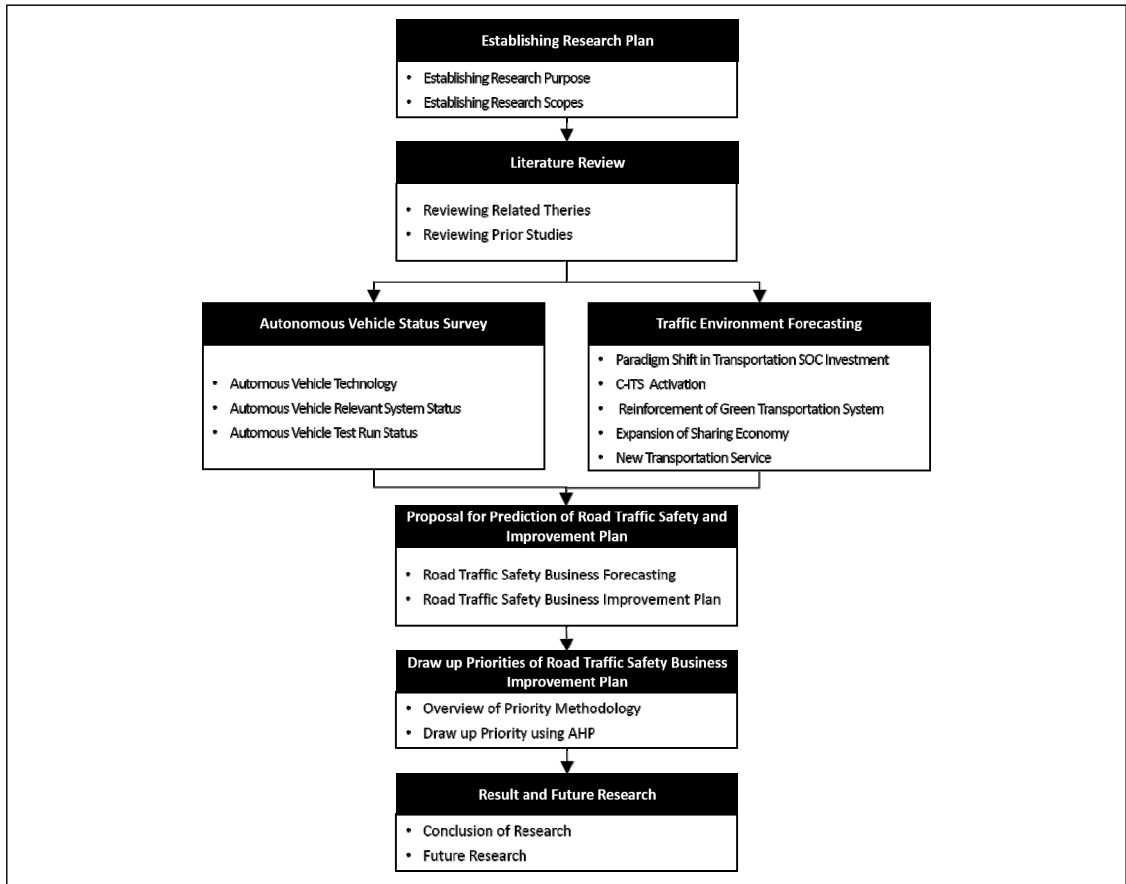 Establishing Research Plan
• Establishing Research Purpose
• Establishing Research Scopes
Literature Review
• Reviewing Related Theries
• Reviewing Prior Studies
Autonomous Vehicle Status Survey
• Automous Vehicle Technology
• Automous Vehicle Relevant System Status
• Automous Vehicle Test Run Status
Traffic Environment Forecasting
• Paradigm Shift in Transportation SOC Investment
• C-ITS Activation
• Reinforcement of Green Transportation System
• Expansion of Sharing Economy
• New Transportation Service
Proposal for Prediction of Road Traffic Safety and
Improvement Plan
• Road Traffic Safety Business Forecasting
• Road Traffic Safety Business Improvement Plan
Draw up Priorities of Road Traffic Safety Business
Improvement Plan
• Overview of Priority Methodology
• Draw up Priority using AHP
Result and Future Research
• Conclusion of Research
• Future Research